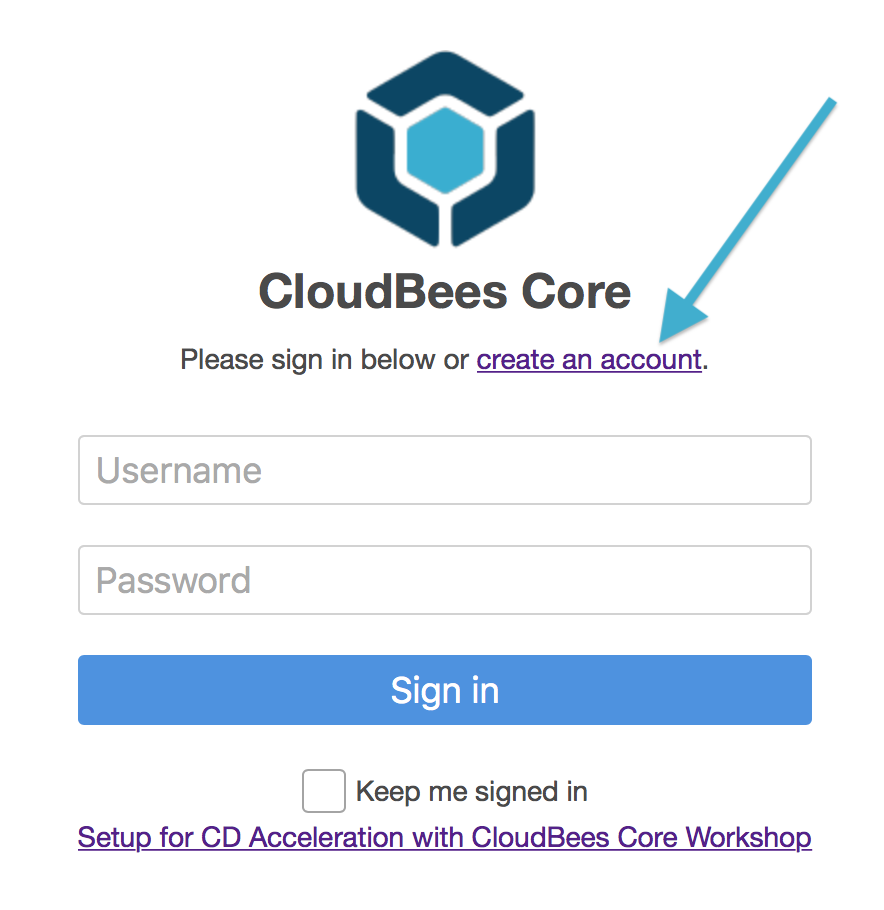 CloudBees Core
Please sign in below or create an account.
Username
Password
Sign in
Keep me signed in
Setup for CD Acceleration with CloudBees Core Workshop